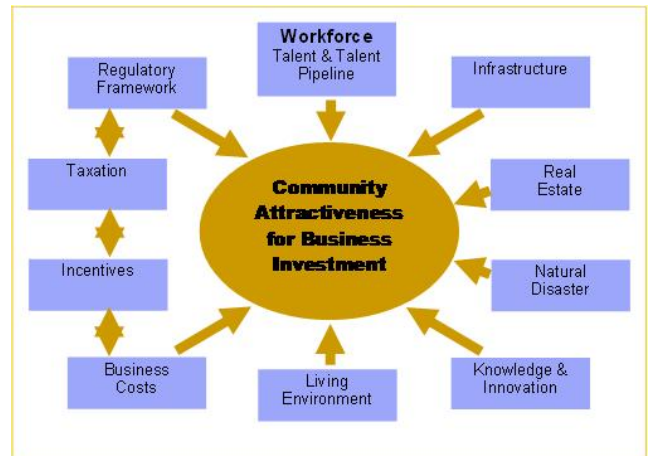 Workforce
Talent & Talent
Pipeline
Regulatory
Framework
Infrastructure
Taxation
Real
Estate
Community
Attractiveness
for Business
Investment
Incentives
Natural
Disaster
Business
Costs
Living
Environment
Knowledge &
Innovation